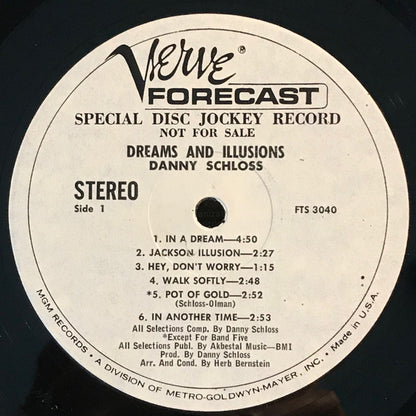 Verve®
FORECAST
SPECIAL DISC JOCKEY RECORD
NOT FOR SALE
DREAMS AND ILLUSIONS
DANNY SCHLOSS
STEREO
Side 1
FTS 3040
1. IN A DREAM—4:50
2. JACKSON ILLUSION—2:27
3. HEY, DON'T WORRY—1:15
4. WALK SOFTLY—2:48
*5. POT OF GOLD—2:52
(Schloss-Olman)
6. IN ANOTHER TIME—2:53
All Selections Comp. By Danny Schloss
*Except For Band Five
All Selections Publ. By Akbestal Music—BMI
Prod. By Danny Schloss
Arr. And Cond. By Herb Bernstein
MGM RECORDS • A DIVISION OF METRO-GOLDWYN-MAYER, INC. • Made in U.S.A.